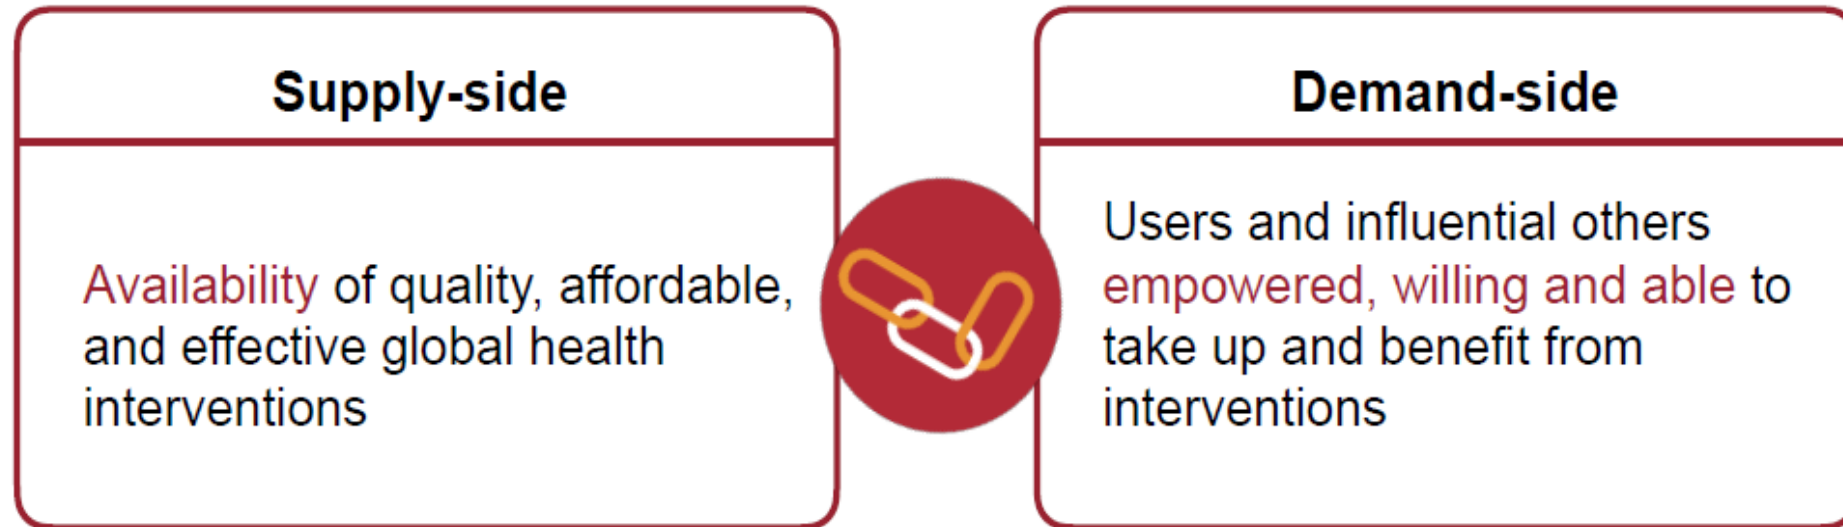 Supply-side
Availability of quality, affordable,
and effective global health
interventions
Demand-side
Users and influential others
empowered, willing and able to
take up and benefit from
interventions